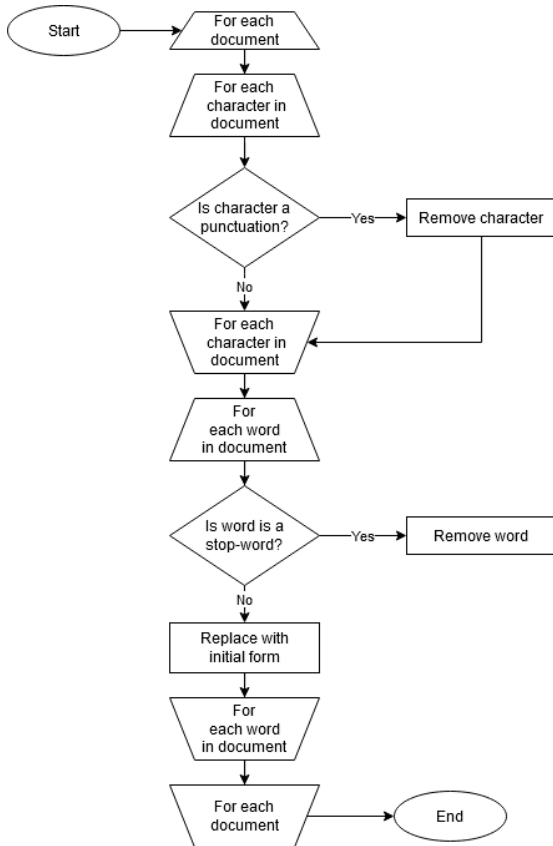 Start
For each
document
For each
character in
document
Is character a
punctuation?
Yes
Remove character
No
For each
character in
document
For
each word
in document
Is word is a
stop-word?
Yes
Remove word
No
Replace with
initial form
For
each word
in document
For each
document
End